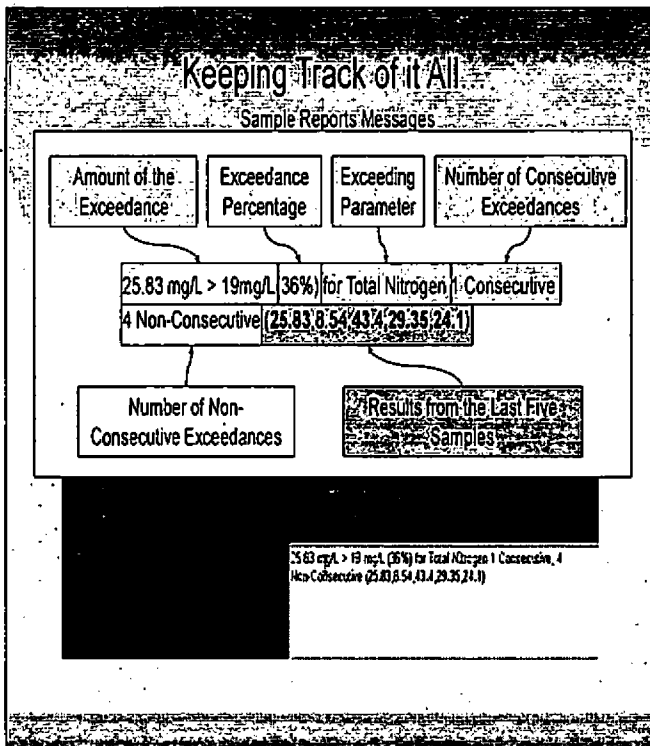 Keeping Track of it All...
Sample Reports Messages
Amount of the
Exceedance
Exceedance
Percentage
Exceeding
Parameter
Number of Consecutive
Exceedances
25.83 mg/L > 19mg/L (36%) for Total Nitrogen 1 Consecutive
4 Non-Consecutive (25.83,8.54,43.4,29.35,24.1)
Number of Non-
Consecutive Exceedances
Results from the Last Five
Samples
25.83 mg/L > 19 mg/L (36%) for Total Nitrogen 1 Consecutive, 4
Non-Consecutive (25.83,8.54,43.4,29.35,24.1)